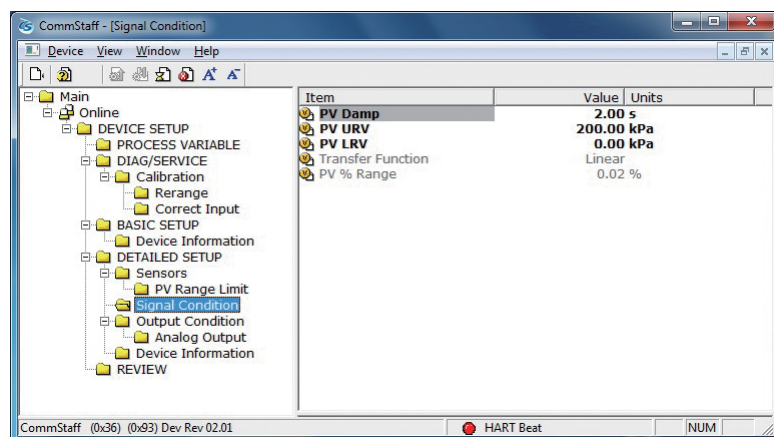 CommStaff - [Signal Condition]
Device View Window Help
Main
Online
DEVICE SETUP
PROCESS VARIABLE
DIAG/SERVICE
Calibration
Rerange
Correct Input
BASIC SETUP
Device Information
DETAILED SETUP
Sensors
PV Range Limit
Signal Condition
Output Condition
Analog Output
Device Information
REVIEW
Item Value Units
PV Damp 2.00 s
PV URV 200.00 kPa
PV LRV 0.00 kPa
Transfer Function Linear
PV % Range 0.02 %
CommStaff (0x36) (0x93) Dev Rev 02.01 HART Beat NUM